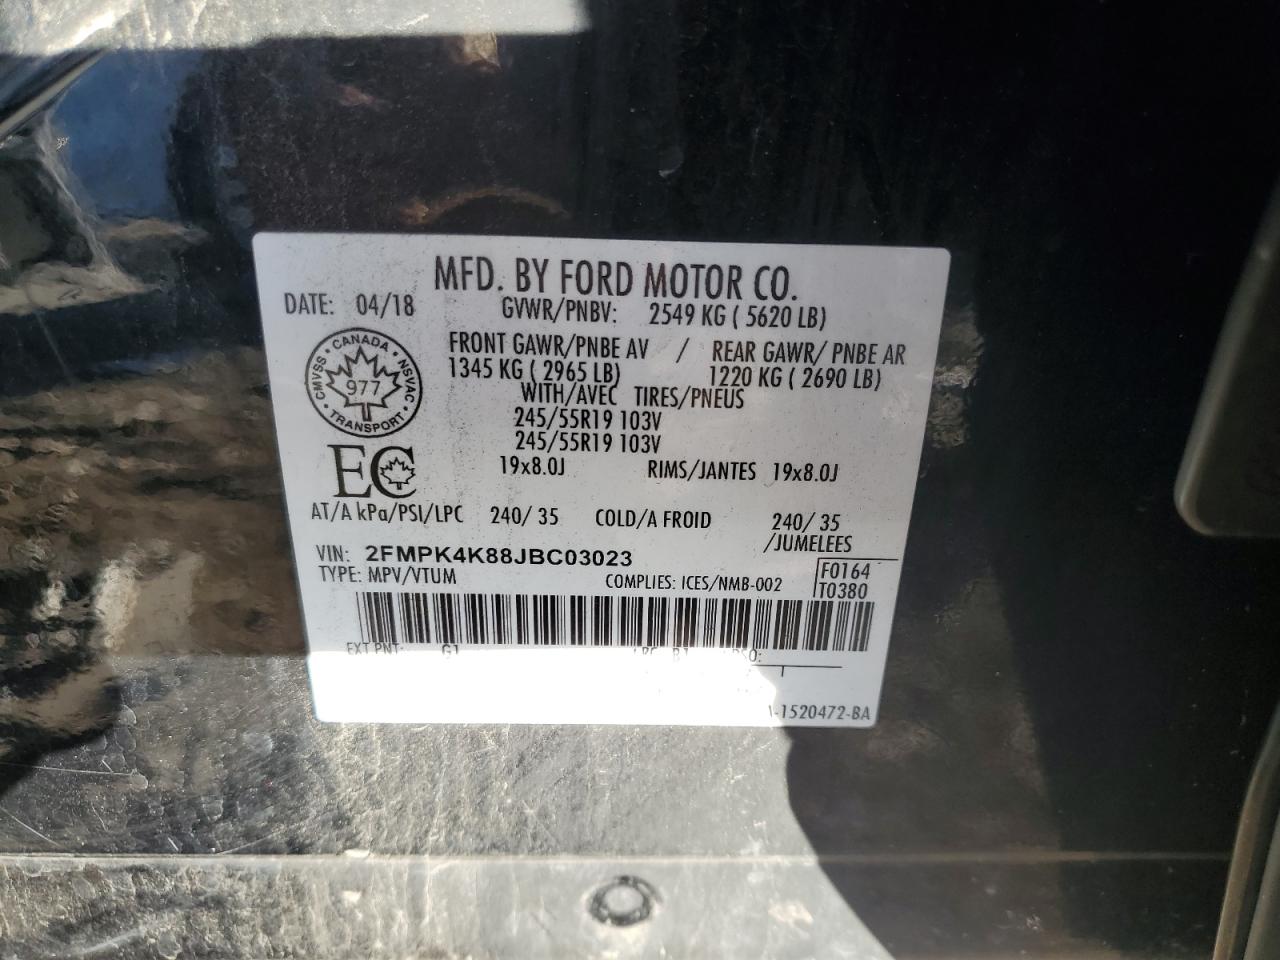 MFD. BY FORD MOTOR CO.
DATE: 04/18 GVWR/PNBV: 2549 KG ( 5620 LB)
CMVSS • CANADA • NSVAC • TRANSPORT •
977
FRONT GAWR/PNBE AV / REAR GAWR/ PNBE AR
1345 KG ( 2965 LB) 1220 KG ( 2690 LB)
WITH/AVEC TIRES/PNEUS
245/55R19 103V
245/55R19 103V
EC
19x8.0J RIMS/JANTES 19x8.0J
AT/A kPa/PSI/LPC 240/ 35 COLD/A FROID 240/ 35
/JUMELEES
VIN: 2FMPK4K88JBC03023
TYPE: MPV/VTUM COMPLIES: ICES/NMB-002
F0164
T0380
EXT PNT: G1
-1520472-BA